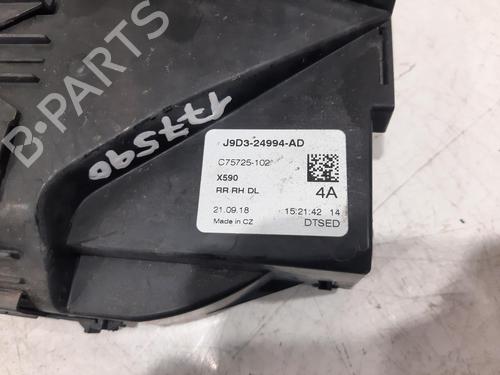 B-PARTS
177590
J9D3-24994-AD
C75725-102
X590
RR RH DL
4A
21.09.18
15:21:42 14
Made in CZ
DTSED